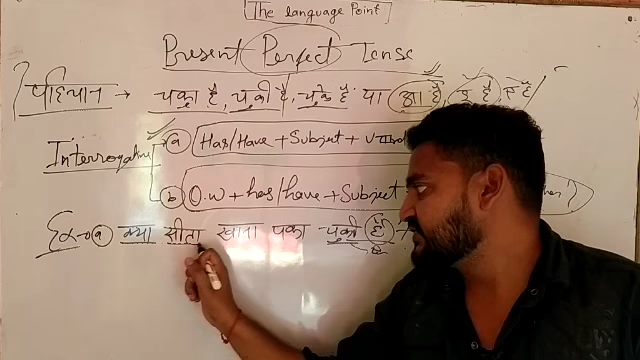 The language Point
Present Perfect Tense
पहिचान → चुका है, चुकी है, चुके हैं या आ है, ई है, ए हैं
Interrogative (a) Has/Have + Subject +
(b) Q.w + has/have + Subject
Ex → (a) क्या सीता खाना पका चुकी है